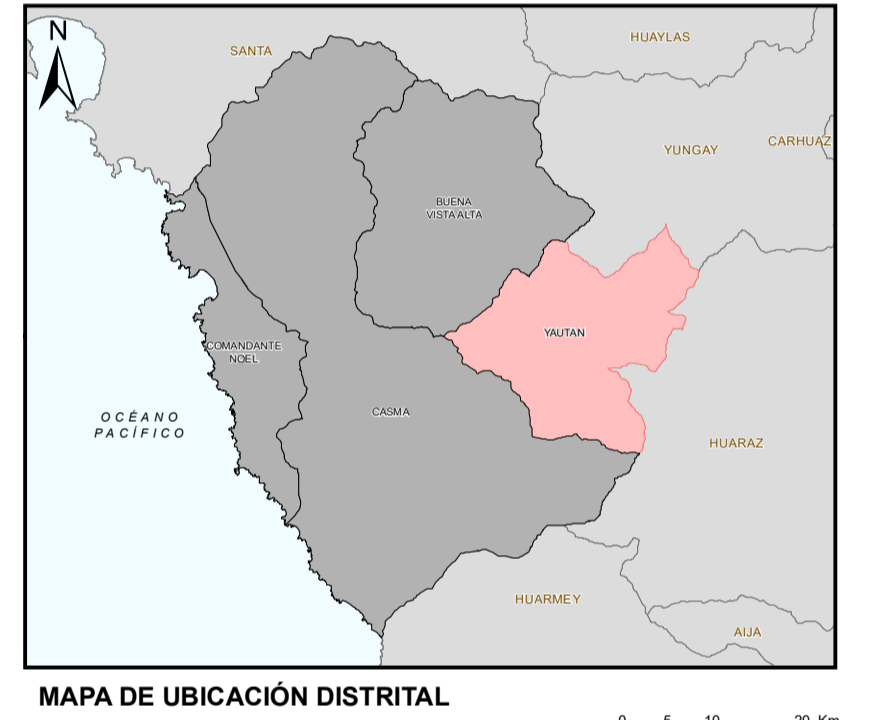 N
SANTA
HUAYLAS
CARHUAZ
YUNGAY
BUENA
VISTA ALTA
YAUTAN
COMANDANTE
NOEL
CASMA
OCÉANO
PACÍFICO
HUARAZ
HUARMEY
AIJA
MAPA DE UBICACIÓN DISTRITAL
0 5 10 20 Km